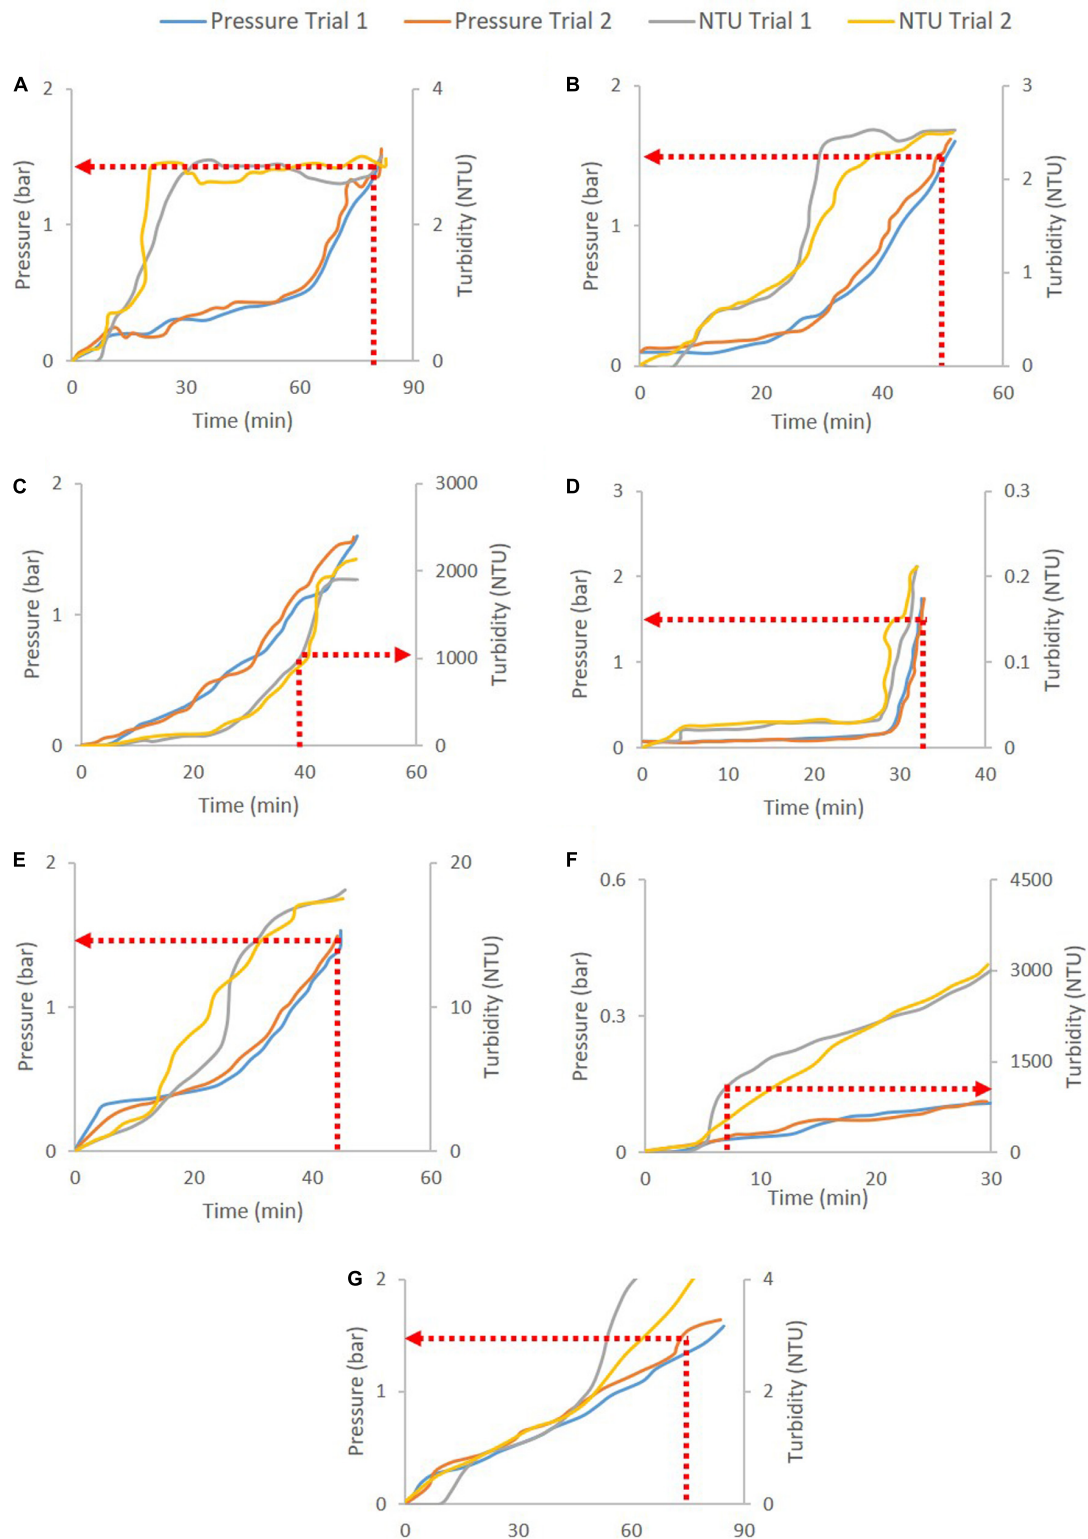 Pressure Trial 1 Pressure Trial 2 NTU Trial 1 NTU Trial 2
A
2
1
0
Pressure (bar)
4
2
0
Turbidity (NTU)
0 30 60 90
Time (min)
B
2
1
0
Pressure (bar)
3
2
1
0
Turbidity (NTU)
0 20 40 60
Time (min)
C
2
1
0
Pressure (bar)
3000
2000
1000
0
Turbidity (NTU)
0 20 40 60
Time (min)
D
3
2
1
0
Pressure (bar)
0.3
0.2
0.1
0
Turbidity (NTU)
0 10 20 30 40
Time (min)
E
2
1
0
Pressure (bar)
20
10
0
Turbidity (NTU)
0 20 40 60
Time (min)
F
0.6
0.3
0
Pressure (bar)
4500
3000
1500
0
Turbidity (NTU)
0 10 20 30
Time (min)
G
2
1
0
Pressure (bar)
4
2
0
Turbidity (NTU)
0 30 60 90